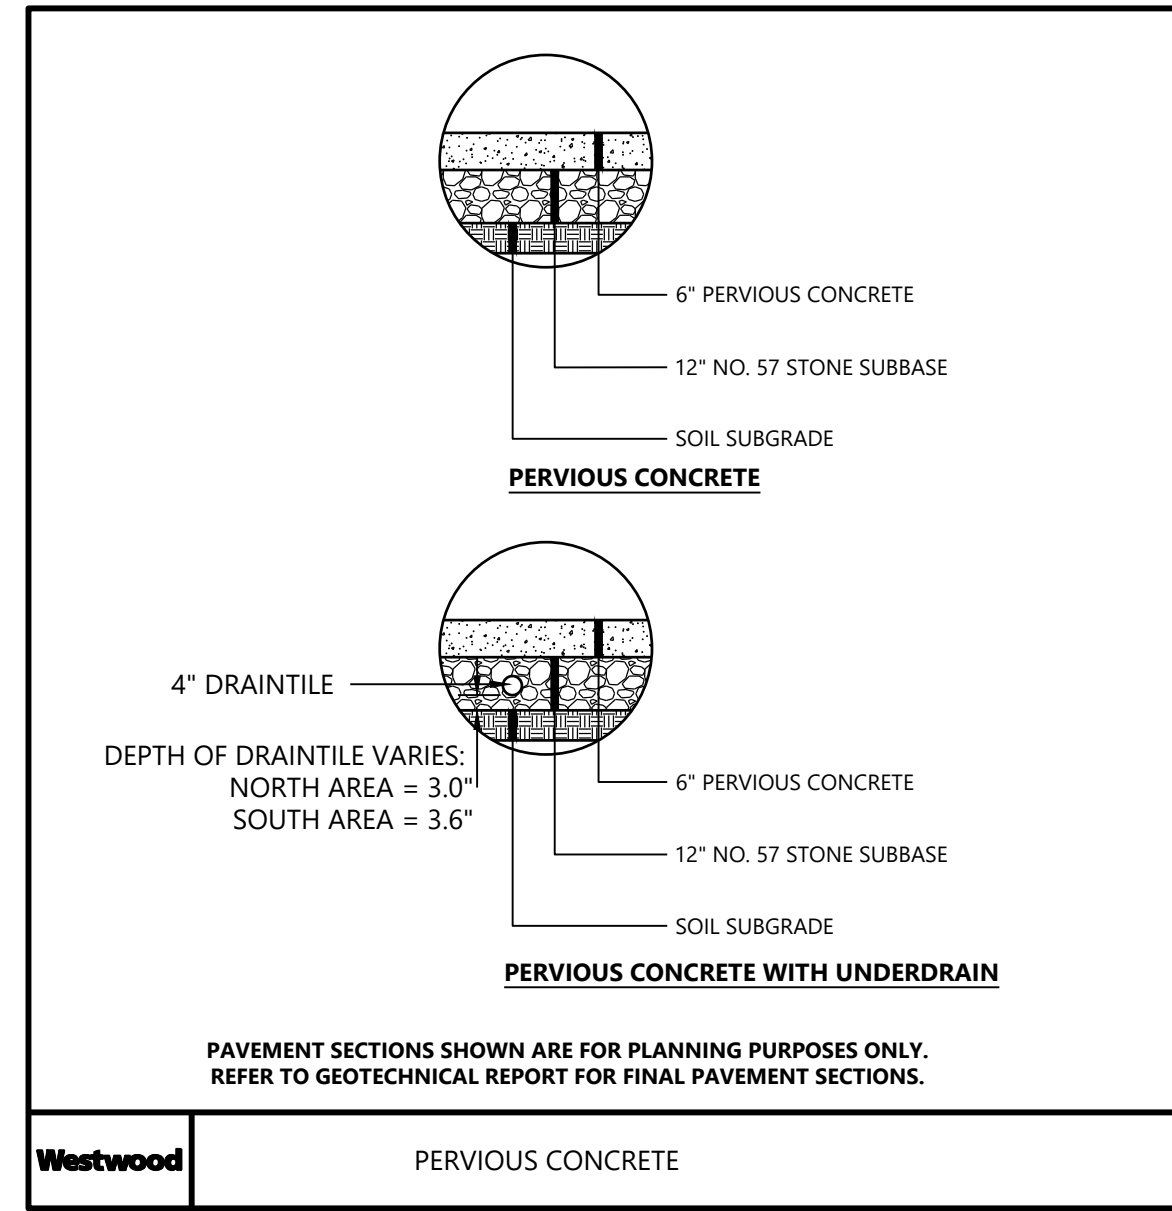 6" PERVIOUS CONCRETE
12" NO. 57 STONE SUBBASE
SOIL SUBGRADE
PERVIOUS CONCRETE
4" DRAINTILE
DEPTH OF DRAINTILE VARIES:
NORTH AREA = 3.0"
SOUTH AREA = 3.6"
6" PERVIOUS CONCRETE
12" NO. 57 STONE SUBBASE
SOIL SUBGRADE
PERVIOUS CONCRETE WITH UNDERDRAIN
PAVEMENT SECTIONS SHOWN ARE FOR PLANNING PURPOSES ONLY.
REFER TO GEOTECHNICAL REPORT FOR FINAL PAVEMENT SECTIONS.
Westwood
PERVIOUS CONCRETE